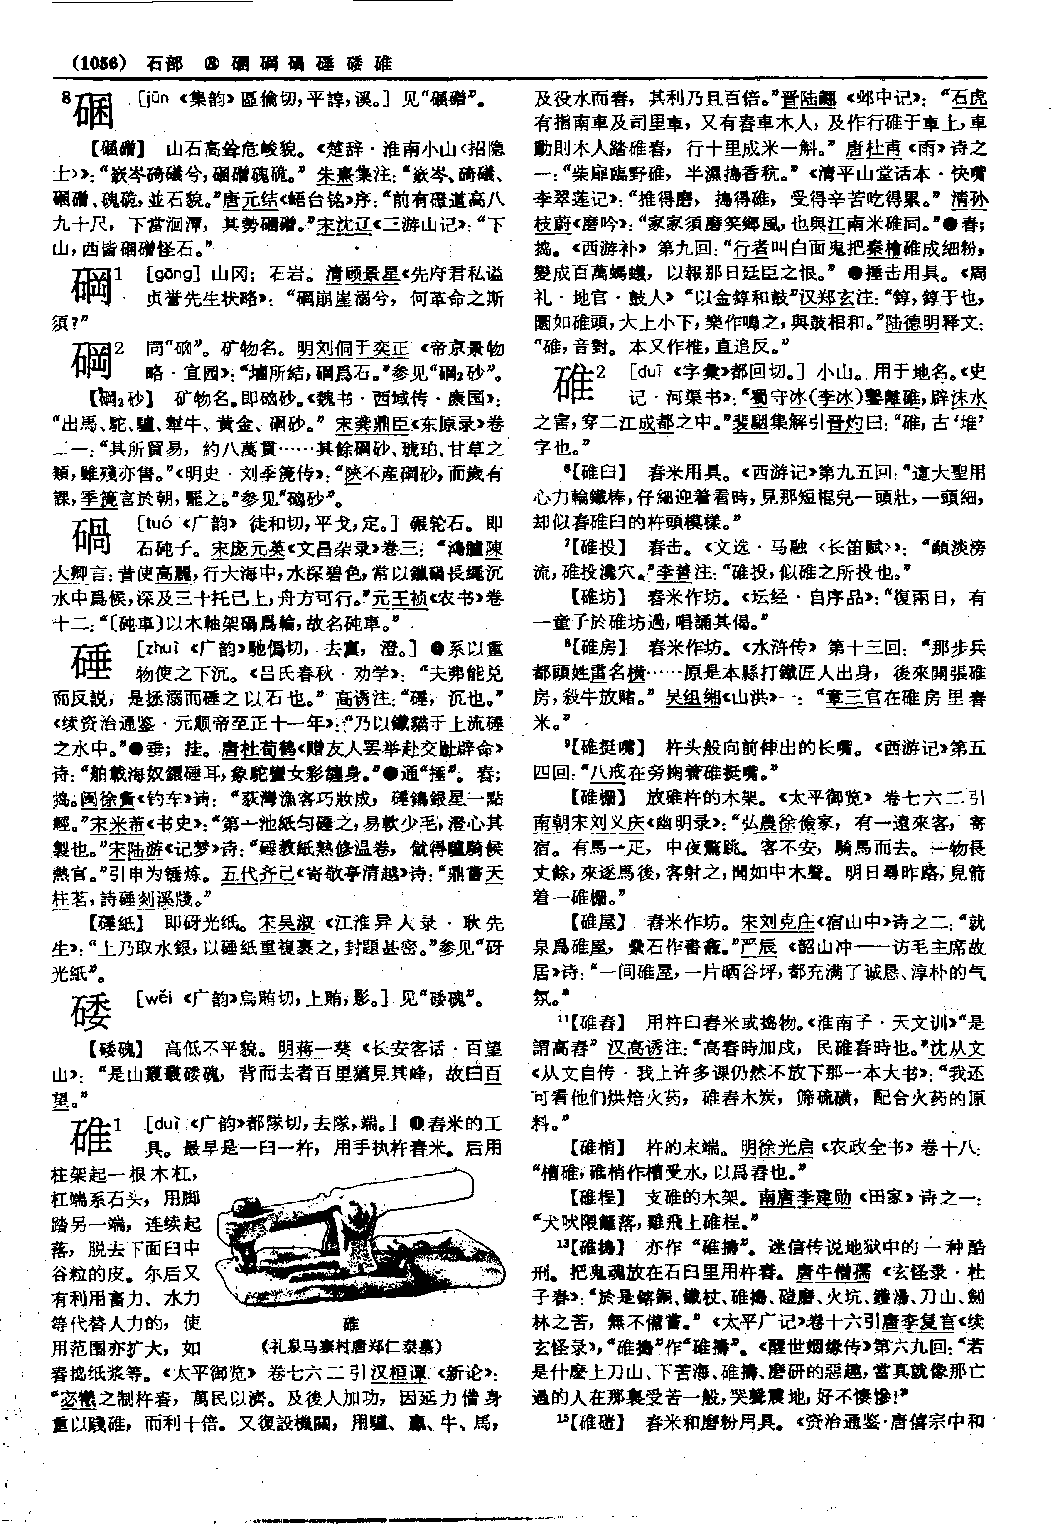 (1056) 石部 ⑧ 硱 碙 碢 硾 碨 碓
8硱 [jūn 《集韵》區倫切,平諄,溪。] 见“硱磳”。
【硱磳】 山石高耸危峻貌。《楚辞·淮南小山〈招隐
士〉》:“嶔岑碕礒兮,硱磳磈硊。” 朱熹集注:“嶔岑、碕礒、
硱磳、磈硊,並石貌。”唐元结《峿台铭》序:“前有磴道高八
九十尺, 下當洄潭, 其勢硱磳。”宋沈辽《三游山记》:“下
山,西皆硱磳怪石。”
碙1 [gāng] 山冈; 石岩。清顾景星《先府君私谥
贞誉先生状略》: “碙崩崖溺兮, 何革命之斯
須?”
碙2 同“硇”。矿物名。明刘侗于奕正 《帝京景物
略·宜园》:“墟所結,碙爲石。”参见“碙2砂”。
【碙2砂】 矿物名。即硇砂。《魏书·西域传·康国》:
“出馬、駝、驢、犎牛、黄金、碙砂。” 宋龚鼎臣《东原录》卷
二一:“其所貿易, 約八萬貫……其餘碙砂、琥珀、甘草之
類,雖殘亦售。”《明史·刘季箎传》:“陝不産碙砂,而歲有
課,季箎言於朝,罷之。”参见“硇砂”。
碢 [tuó 《广韵》 徒和切,平戈,定。] 碾轮石。即
石砘子。宋庞元英《文昌杂录》卷三: “鴻臚陳
大卿言:昔使高麗,行大海中,水深碧色,常以鐵碢長繩沉
水中爲候,深及三十托已上,舟方可行。”元王祯《农书》卷
十二:“〔砘車〕以木軸架碢爲輪,故名砘車。”
硾 [zhuì 《广韵》馳僞切, 去寘, 澄。] ❶系以重
物使之下沉。《吕氏春秋·劝学》: “夫弗能兑
而反説, 是拯溺而硾之以石也。” 高诱注:“硾, 沉也。”
《续资治通鉴·元顺帝至正十一年》:“乃以鐵貓于上流硾
之水中。”❷垂; 挂。唐杜荀鹤《赠友人罢举赴交趾辟命》
诗:“舶載海奴鐶硾耳,象駝蠻女彩纏身。”❸通“捶”。 舂;
捣。闽徐夤《钓车》诗: “荻灣漁客巧妝成, 硾鑄銀星一點
輕。”宋米芾《书史》:“第一池紙勻硾之,易軟少毛,澄心其
製也。”宋陆游《记梦》诗:“硾教紙熟修温卷, 僦得驢騎候
熱官。”引申为锤炼。 五代齐己《寄敬亭清越》诗:“鼎嘗天
柱茗,詩硾剡溪牋。”
【硾紙】 即砑光纸。宋吴淑《江淮异人录·耿先
生》:“上乃取水銀,以硾紙重複裹之,封題甚密。”参见“砑
光纸”。
[wěi 《广韵》烏賄切,上賄,影。] 见“
高低不平貌。明蒋一葵 《长安客话·百望
山》: “是山
背而去者百里猶見其峰, 故曰百
望。”
碓1 [duì 《广韵》都隊切,去隊,端。] ❶舂米的工
具。最早是一臼一杵, 用手执杵舂米。后用
柱架起一根木杠,
杠端系石头, 用脚
踏另一端, 连续起
落, 脱去下面臼中
谷粒的皮。尔后又
有利用畜力、水力
等代替人力的, 使
用范围亦扩大, 如
碓
(礼泉马寨村唐郑仁泰墓)
舂捣纸浆等。《太平御览》 卷七六二引汉桓谭《新论》:
“宓犧之制杵舂, 萬民以濟。及後人加功, 因延力借身
重以踐碓, 而利十倍。又復設機關, 用驢、驘、牛、馬,
及役水而舂, 其利乃且百倍。”晋陆翽 《邺中记》: “石虎
有指南車及司里車, 又有舂車木人, 及作行碓于車上,車
動則木人踏碓舂, 行十里成米一斛。” 唐杜甫《雨》诗之
一:“柴扉臨野碓, 半濕搗香秔。” 《清平山堂话本·快嘴
李翠莲记》:“推得磨, 搗得碓, 受得辛苦吃得累。” 清孙
枝蔚《磨吟》:“家家須磨笑鄉風,也與江南米碓同。”❷舂;
捣。《西游补》 第九回:“行者叫白面鬼把秦檜碓成細粉,
變成百萬螞蟻, 以報那日廷臣之恨。” ❸捶击用具。《周
礼·地官·鼓人》“以金錞和鼓”汉郑玄注:“錞,錞于也,
圜如碓頭,大上小下,樂作鳴之,與鼓相和。”陆德明释文:
“碓,音對。本又作椎,直追反。”
碓2 [duī 《字彙》都回切。] 小山。用于地名。《史
记·河渠书》:“蜀守冰(李冰)鑿離碓,辟沫水
之害,穿二江成都之中。”裴駰集解引晋灼曰:“碓,古‘堆’
字也。”
6【碓臼】 舂米用具。《西游记》第九五回:“這大聖用
心力輪鐵棒,仔細迎着看時,見那短棍兒一頭壯,一頭細,
却似舂碓臼的杵頭模樣。”
7【碓投】 舂击。《文选·马融〈长笛赋〉》: “頷淡滂
流,碓投瀺穴。”李善注:“碓投,似碓之所投也。”
【碓坊】 舂米作坊。《坛经·自序品》:“復兩日, 有
一童子於碓坊過,唱誦其偈。”
8【碓房】 舂米作坊。《水浒传》 第十三回: “那步兵
都頭姓雷名横……原是本縣打鐵匠人出身, 後來開張碓
房,殺牛放賭。” 吴组缃《山洪》一: “章三官在碓房里舂
米。”
9【碓挺嘴】 杵头般向前伸出的长嘴。《西游记》第五
四回:“八戒在旁掬着碓挺嘴。”
【碓栅】 放碓杵的木架。《太平御览》 卷七六二引
南朝宋刘义庆《幽明录》:“弘農徐儉家, 有一遠來客, 寄
宿。有馬一疋, 中夜驚跳。客不安, 騎馬而去。一物長
丈餘,來逐馬後,客射之,聞如中木聲。明日尋昨路,見箭
着一碓栅。”
【碓屋】 舂米作坊。宋刘克庄《宿山中》诗之二:“就
泉爲碓屋, 纍石作書龕。”严辰 《韶山冲——访毛主席故
居》诗:“一间碓屋,一片晒谷坪,都充满了诚恳、淳朴的气
氛。”
11【碓舂】 用杵臼舂米或捣物。《淮南子·天文训》“是
謂高舂” 汉高诱注:“高舂時加戌, 民碓舂時也。”沈从文
《从文自传·我上许多课仍然不放下那一本大书》:“我还
可看他们烘焙火药, 碓舂木炭, 筛硫磺, 配合火药的原
料。”
【碓梢】 杵的末端。明徐光启《农政全书》卷十八:
“槽碓,碓梢作槽受水,以爲舂也。”
【碓桯】 支碓的木架。南唐李建勋《田家》诗之一:
“犬吠隈籬落,雞飛上碓桯。”
13【碓捣】 亦作“碓擣”。迷信传说地狱中的一种酷
刑。把鬼魂放在石臼里用杵舂。唐牛僧孺 《玄怪录·杜
子春》:“於是鎔銅、鐵杖、碓搗、磑磨、火坑、鑊湯、刀山、劍
林之苦, 無不備嘗。” 《太平广记》卷十六引唐李复言《续
玄怪录》,“碓搗”作“碓擣”。《醒世姻缘传》第六九回:“若
是什麽上刀山、下苦海、碓擣、磨研的惡趣,當真就像那亡
過的人在那裏受苦一般,哭聲震地,好不悽慘!”
15【碓磑】 舂米和磨粉用具。《资治通鉴·唐僖宗中和